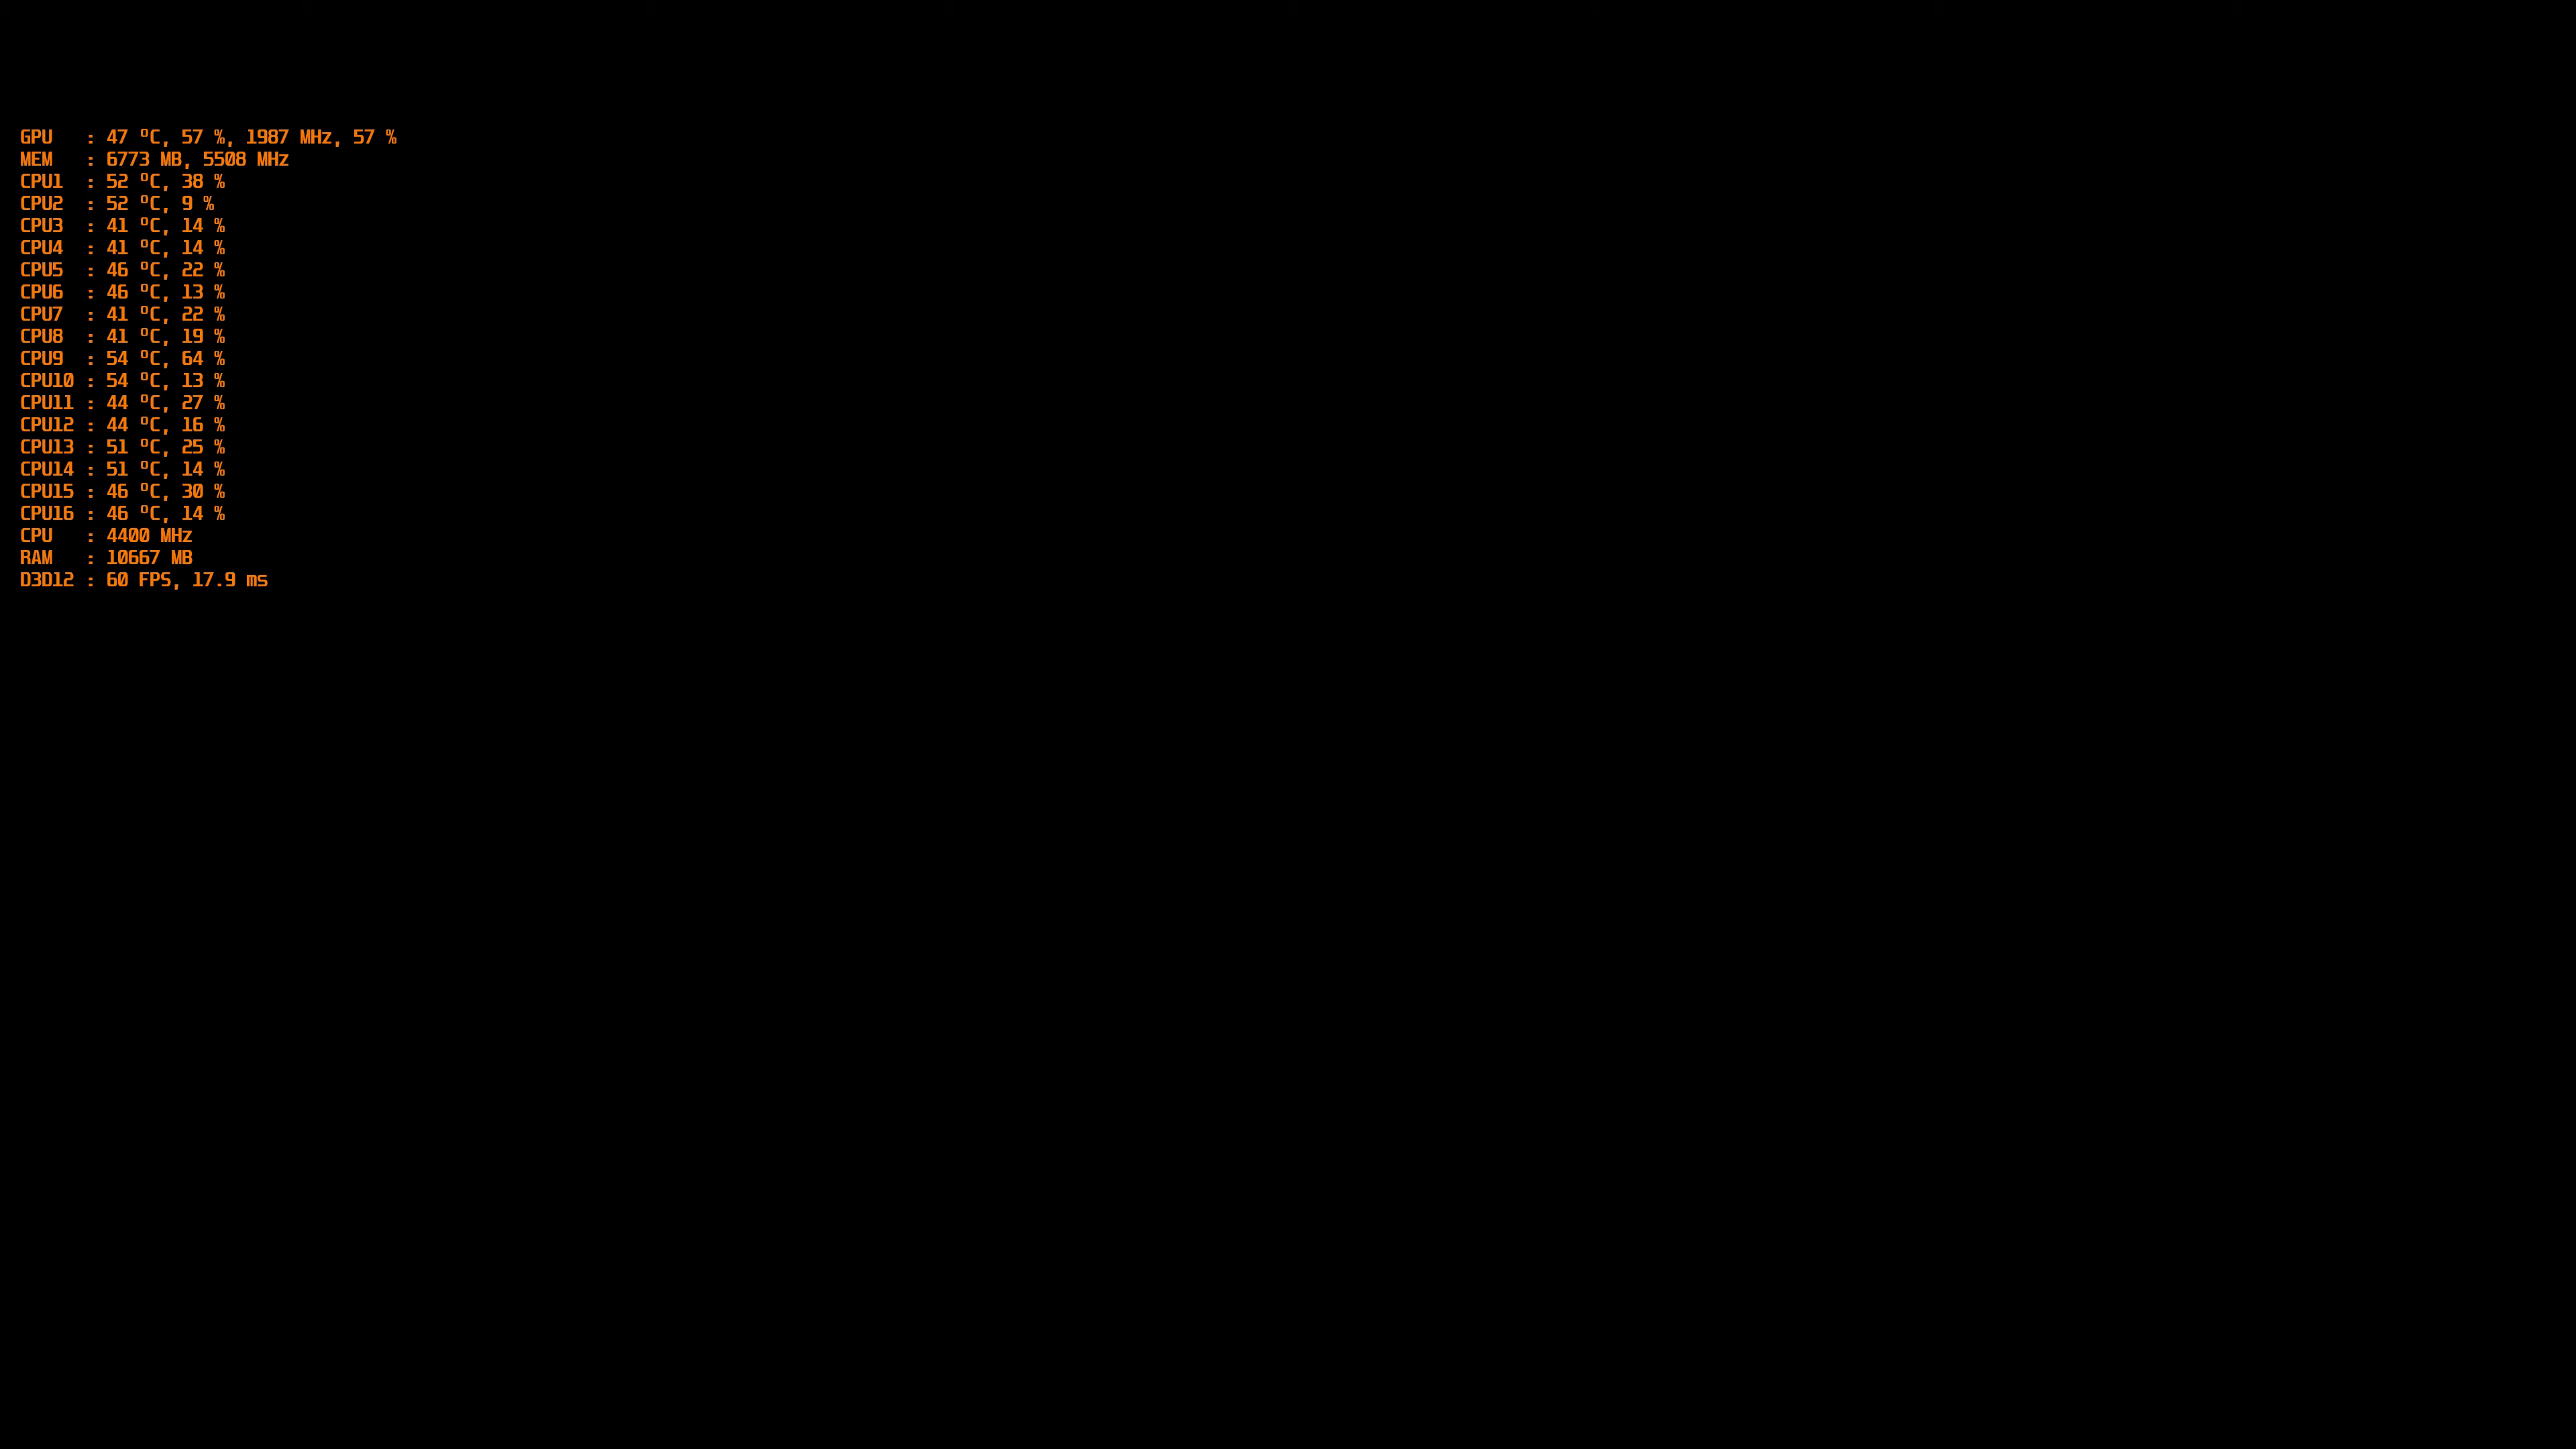 GPU : 47 °C, 57 %, 1987 MHz, 57 %
MEM : 6773 MB, 5508 MHz
CPU1 : 52 °C, 38 %
CPU2 : 52 °C, 9 %
CPU3 : 41 °C, 14 %
CPU4 : 41 °C, 14 %
CPU5 : 46 °C, 22 %
CPU6 : 46 °C, 13 %
CPU7 : 41 °C, 22 %
CPU8 : 41 °C, 19 %
CPU9 : 54 °C, 64 %
CPU10 : 54 °C, 13 %
CPU11 : 44 °C, 27 %
CPU12 : 44 °C, 16 %
CPU13 : 51 °C, 25 %
CPU14 : 51 °C, 14 %
CPU15 : 46 °C, 30 %
CPU16 : 46 °C, 14 %
CPU : 4400 MHz
RAM : 10667 MB
D3D12 : 60 FPS, 17.9 ms